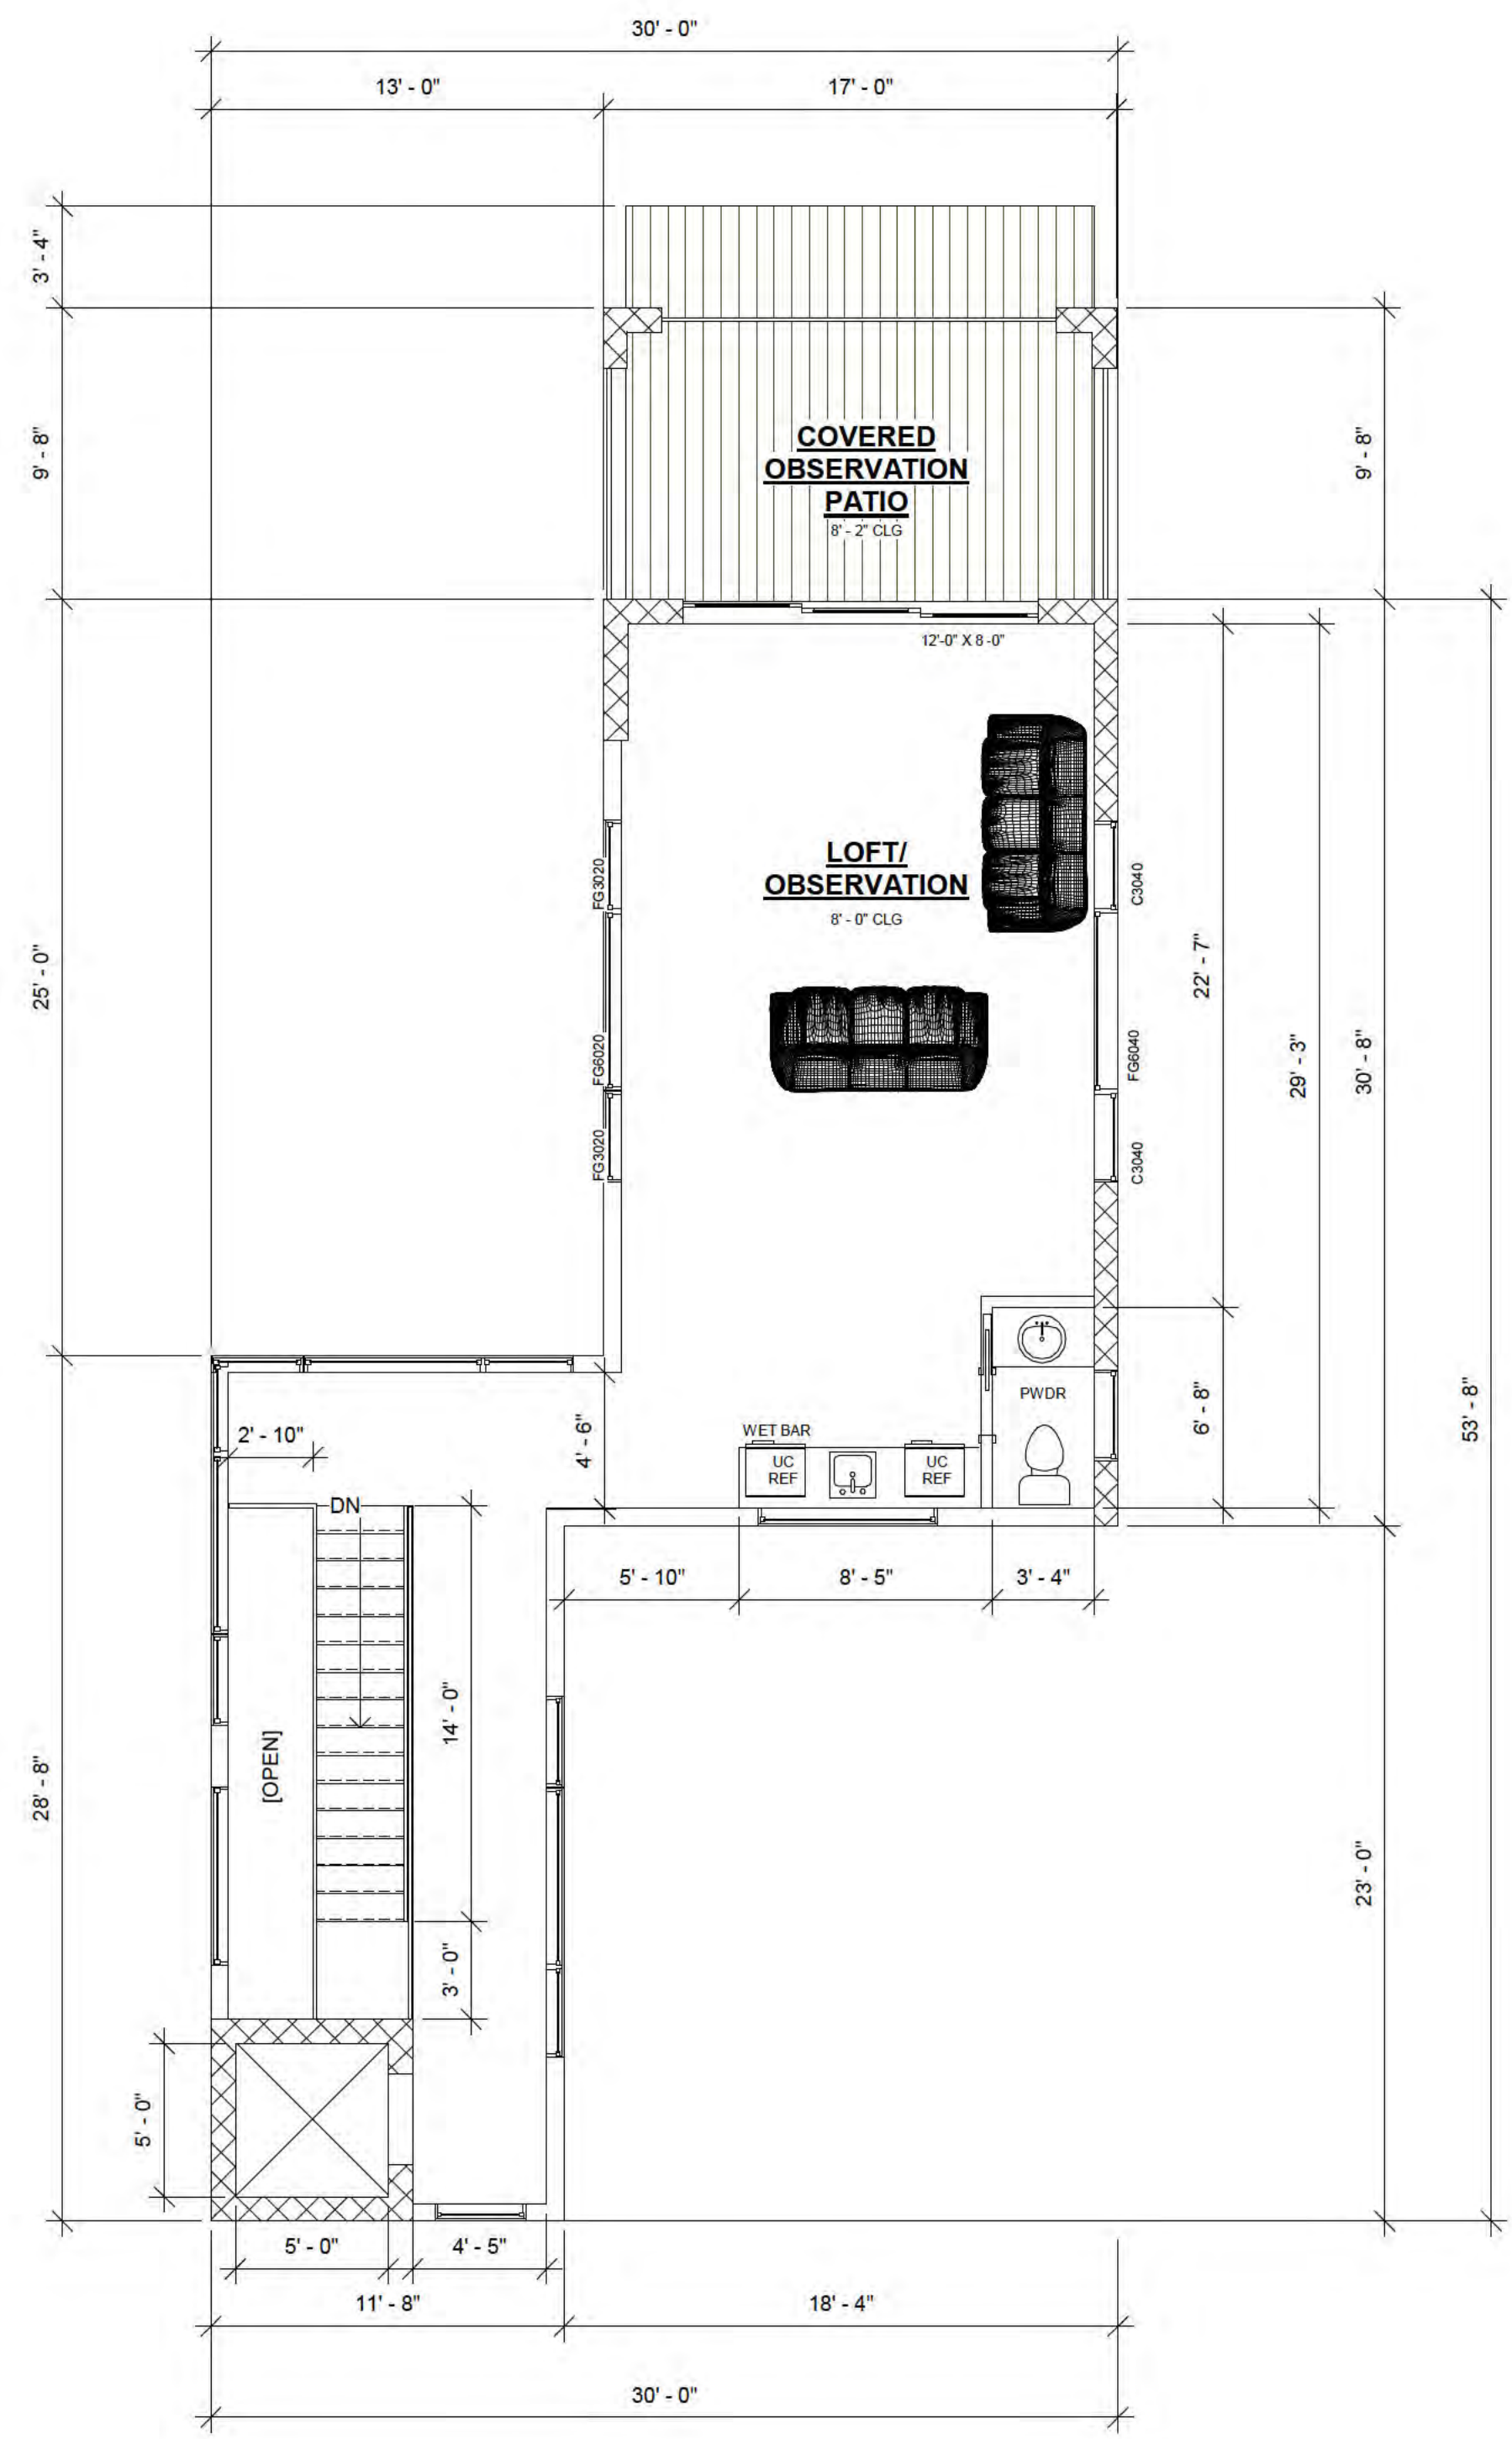 30' - 0"
13' - 0"
17' - 0"
3' - 4"
9' - 8"
9' - 8"
COVERED
OBSERVATION
PATIO
8' - 2" CLG
12'-0" X 8 -0"
LOFT/
OBSERVATION
8' - 0" CLG
FG3020
C3040
25' - 0"
22' - 7"
FG6020
FG6040
29' - 3"
30' - 8"
FG3020
C3040
PWDR
6' - 8"
53' - 8"
2' - 10"
4' - 6"
WET BAR
UC
REF
UC
REF
DN
5' - 10"
8' - 5"
3' - 4"
14' - 0"
[OPEN]
28' - 8"
23' - 0"
3' - 0"
5' - 0"
5' - 0"
4' - 5"
11' - 8"
18' - 4"
30' - 0"